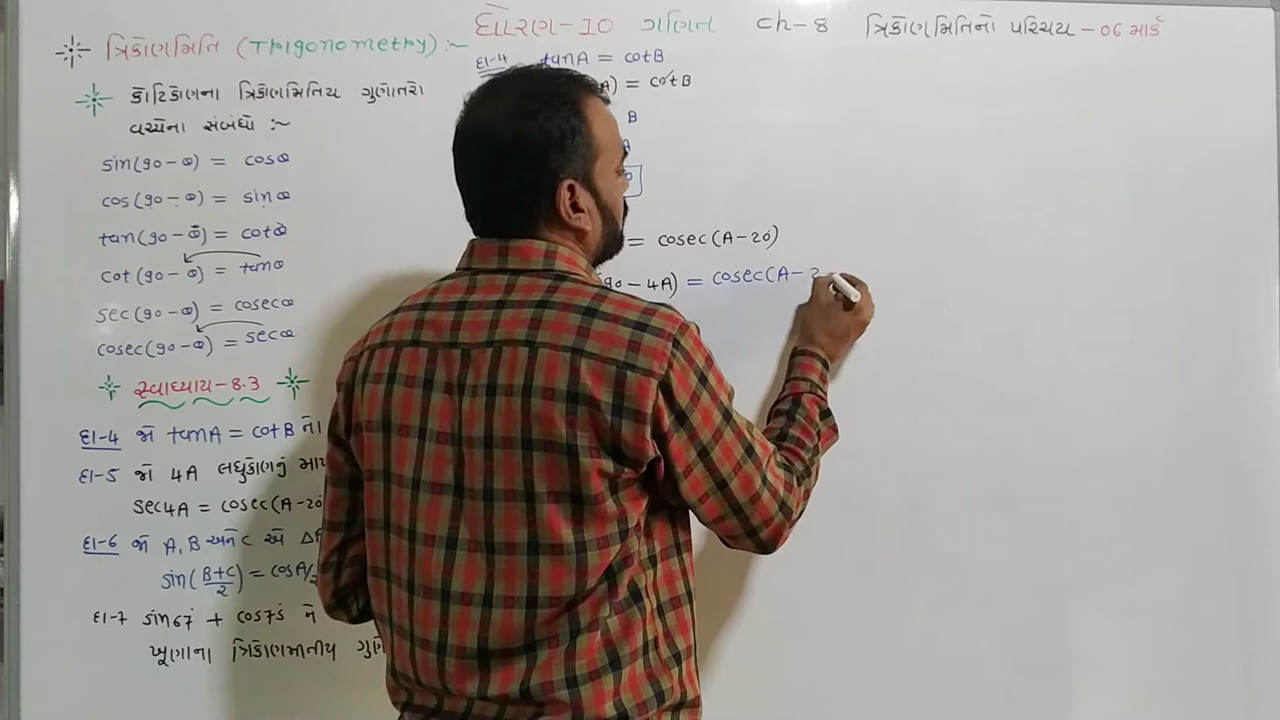 ધોરણ-10 ગણિત ch-8 ત્રિકોણમિતિનો પરિચય - 06 માર્ક
ત્રિકોણમિતિ (Trigonometry) :-
કોટિકોણના ત્રિકોણમિતિય ગુણોતરો
વચ્ચેના સંબંધો :~
sin(90-θ) = cosθ
cos(90-θ) = sinθ
tan(90-θ) = cotθ
cot(90-θ) = tanθ
sec(90-θ) = cosecθ
cosec(90-θ) = secθ
સ્વાધ્યાય-8.3
દા-4 જો tanA = cotB તો
દા-5 જો 4A લઘુકોણનું
sec4A = cosec(A-20°
દા-6 જો A, B અને C એ
sin(B+C/2) = cosA/2
દા-7 sin67° + cos75° ને
ખૂણાના ત્રિકોણમીતીય
દા-4 tanA = cotB
A) = cotB
B
= cosec(A-20°)
90-4A) = cosec(A-2